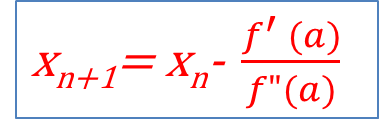 xₙ₊₁= xₙ- f′ (a) / f"(a)